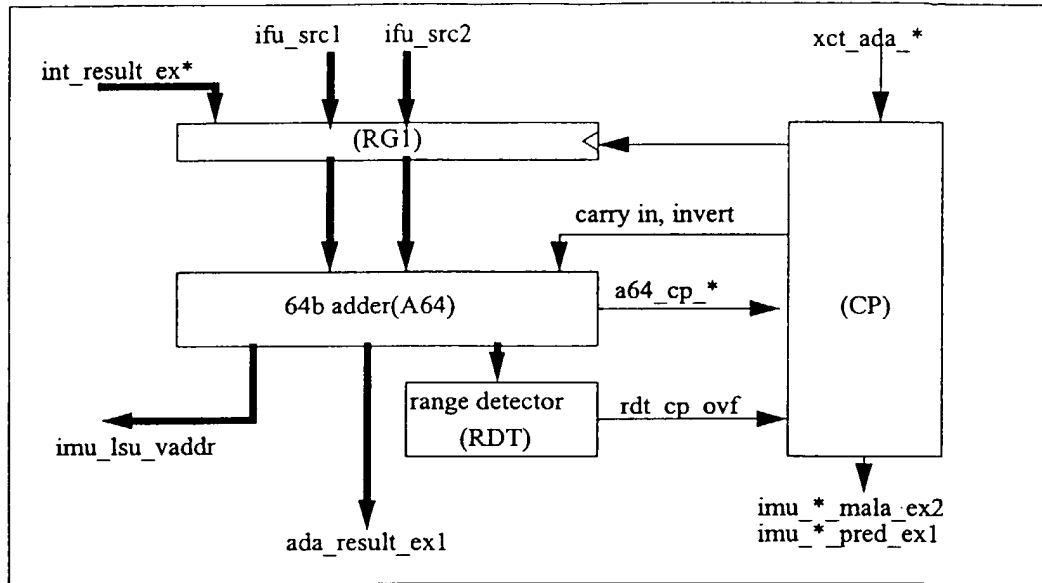 ifu_src1 ifu_src2
xct_ada_*
int_result_ex*
(RG1)
carry in, invert
64b adder(A64)
a64_cp_*
(CP)
range detector
(RDT)
rdt_cp_ovf
imu_lsu_vaddr
imu_*_mala_ex2
imu_*_pred_ex1
ada_result_ex1